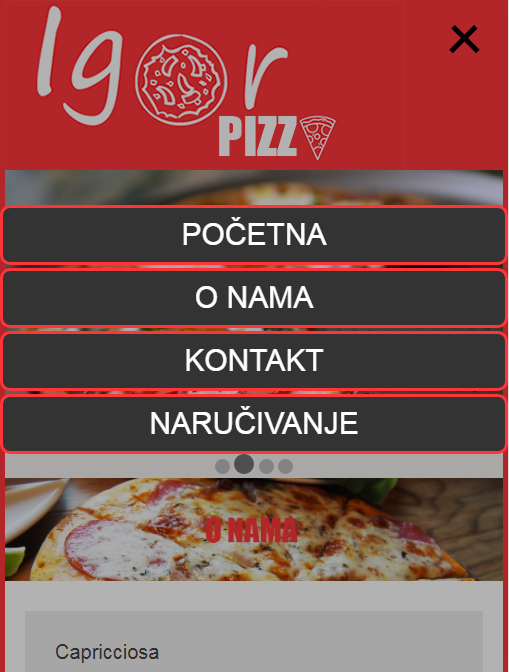 Igor
PIZZ
POČETNA
O NAMA
KONTAKT
NARUČIVANJE
O NAMA
Capricciosa